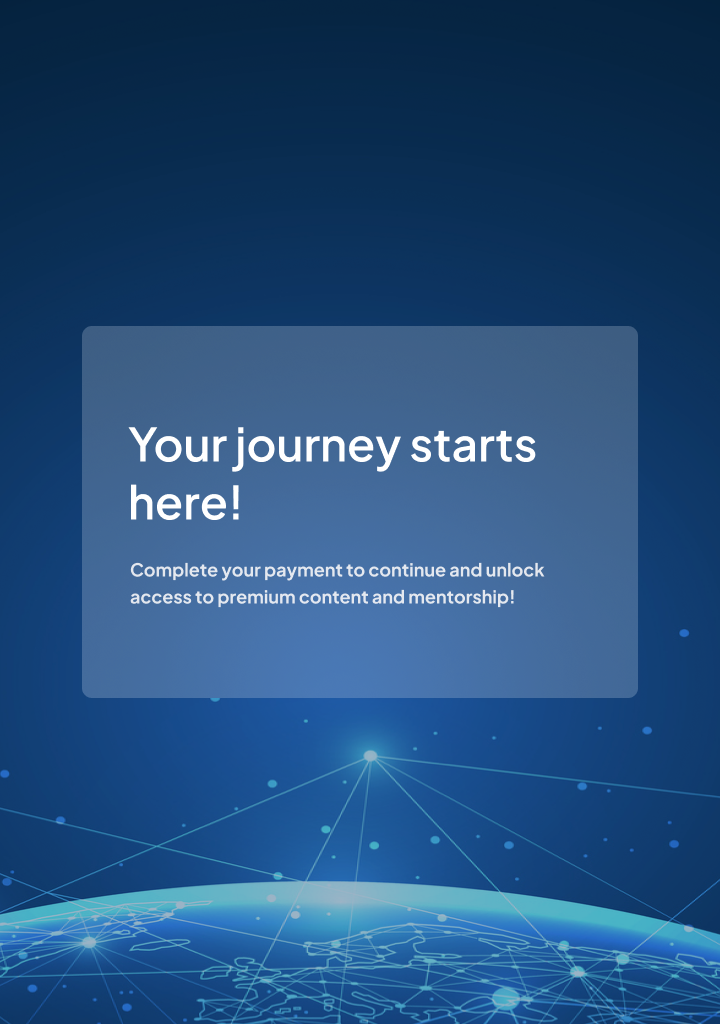 Your journey starts
here!
Complete your payment to continue and unlock
access to premium content and mentorship!